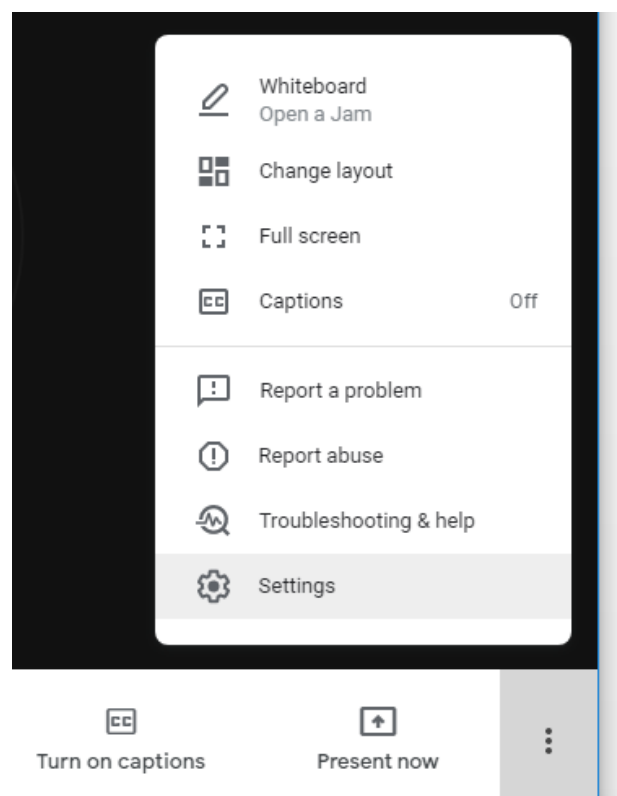 Whiteboard
Open a Jam
Change layout
Full screen
Captions Off
Report a problem
Report abuse
Troubleshooting & help
Settings
Turn on captions Present now